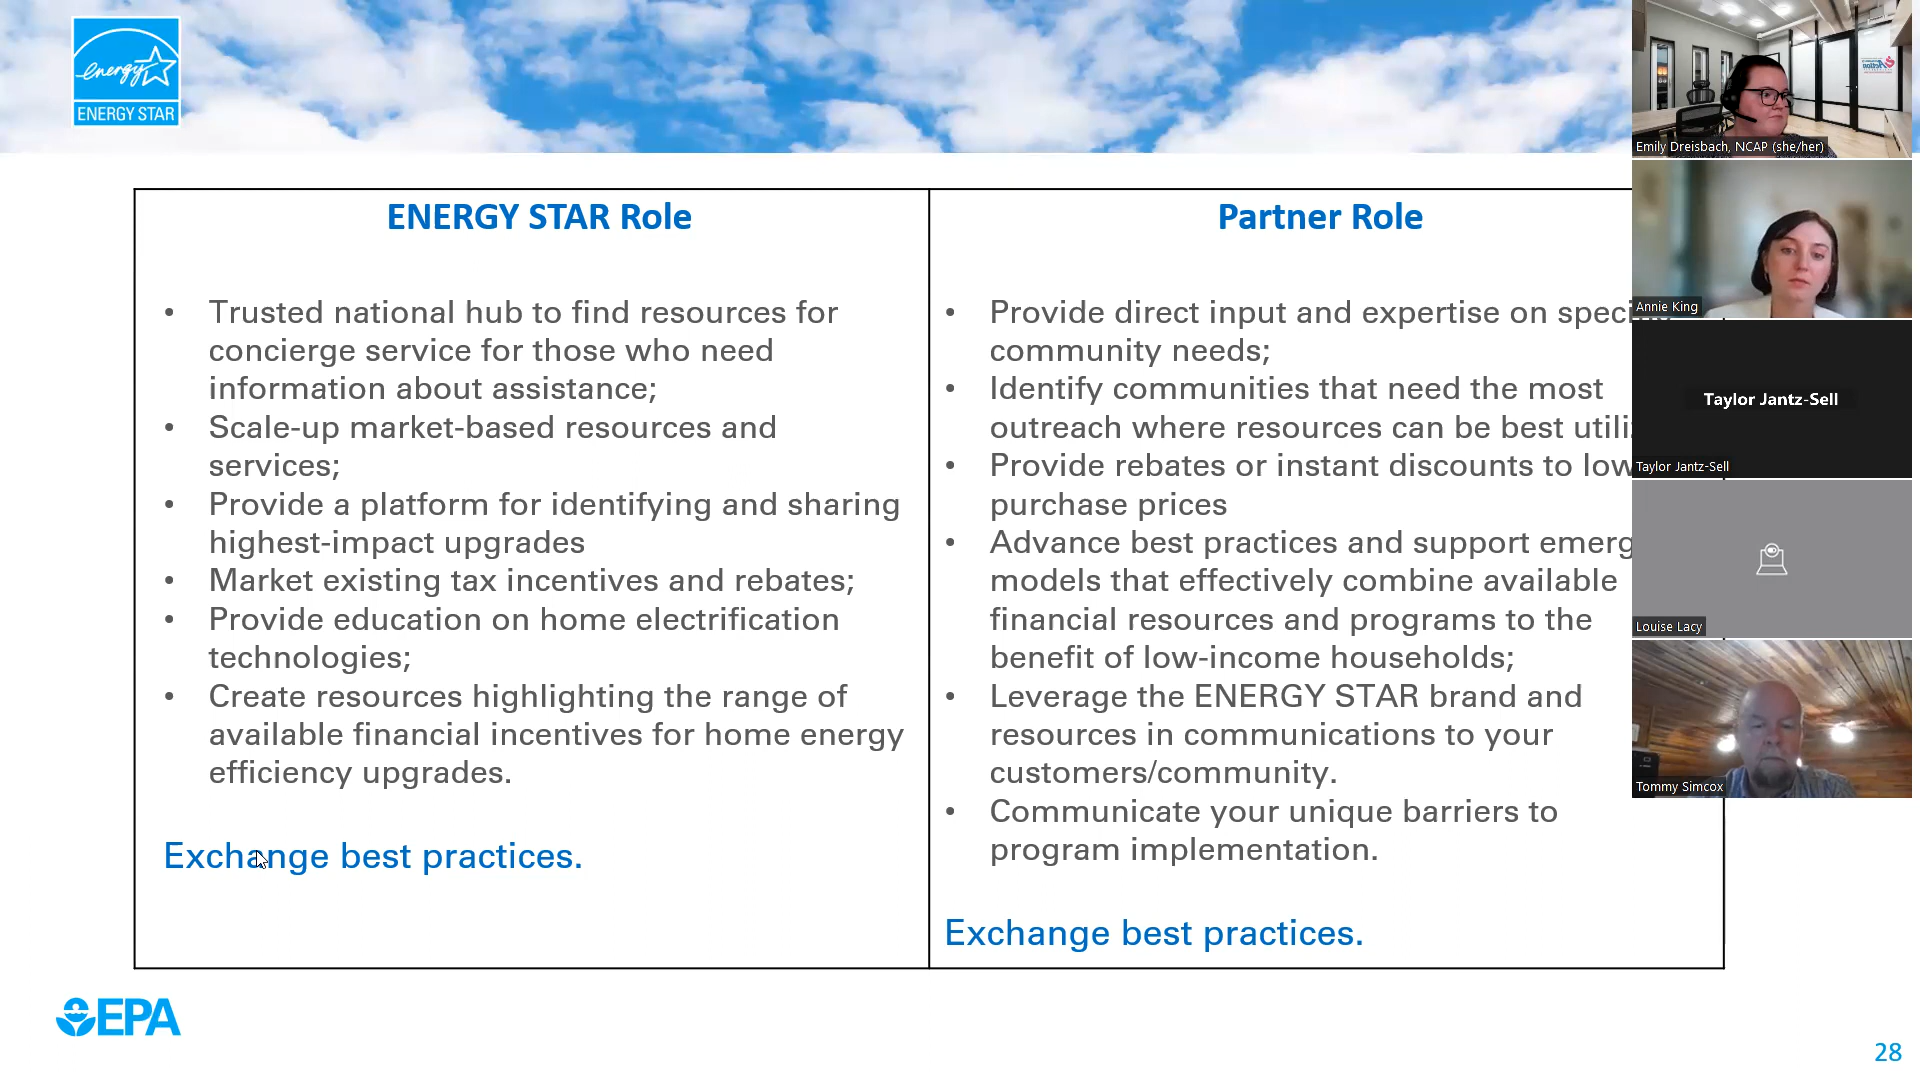 energy
ENERGY STAR
ENERGY STAR Role
Trusted national hub to find resources for
concierge service for those who need
information about assistance;
Scale-up market-based resources and
services;
Provide a platform for identifying and sharing
highest-impact upgrades
Market existing tax incentives and rebates;
Provide education on home electrification
technologies;
Create resources highlighting the range of
available financial incentives for home energy
efficiency upgrades.
Exchange best practices.
Partner Role
Provide direct input and expertise on
community needs;
Identify communities that need the most
outreach where resources can be best
Provide rebates or instant discounts to
purchase prices
Advance best practices and support
models that effectively combine available
financial resources and programs to the
benefit of low-income households;
Leverage the ENERGY STAR brand and
resources in communications to your
customers/community.
Communicate your unique barriers to
program implementation.
Exchange best practices.
EPA
28
Emily Dreisbach, NCAP (she/her)
Annie King
Taylor Jantz-Sell
Taylor Jantz-Sell
Louise Lacy
Tommy Simcox